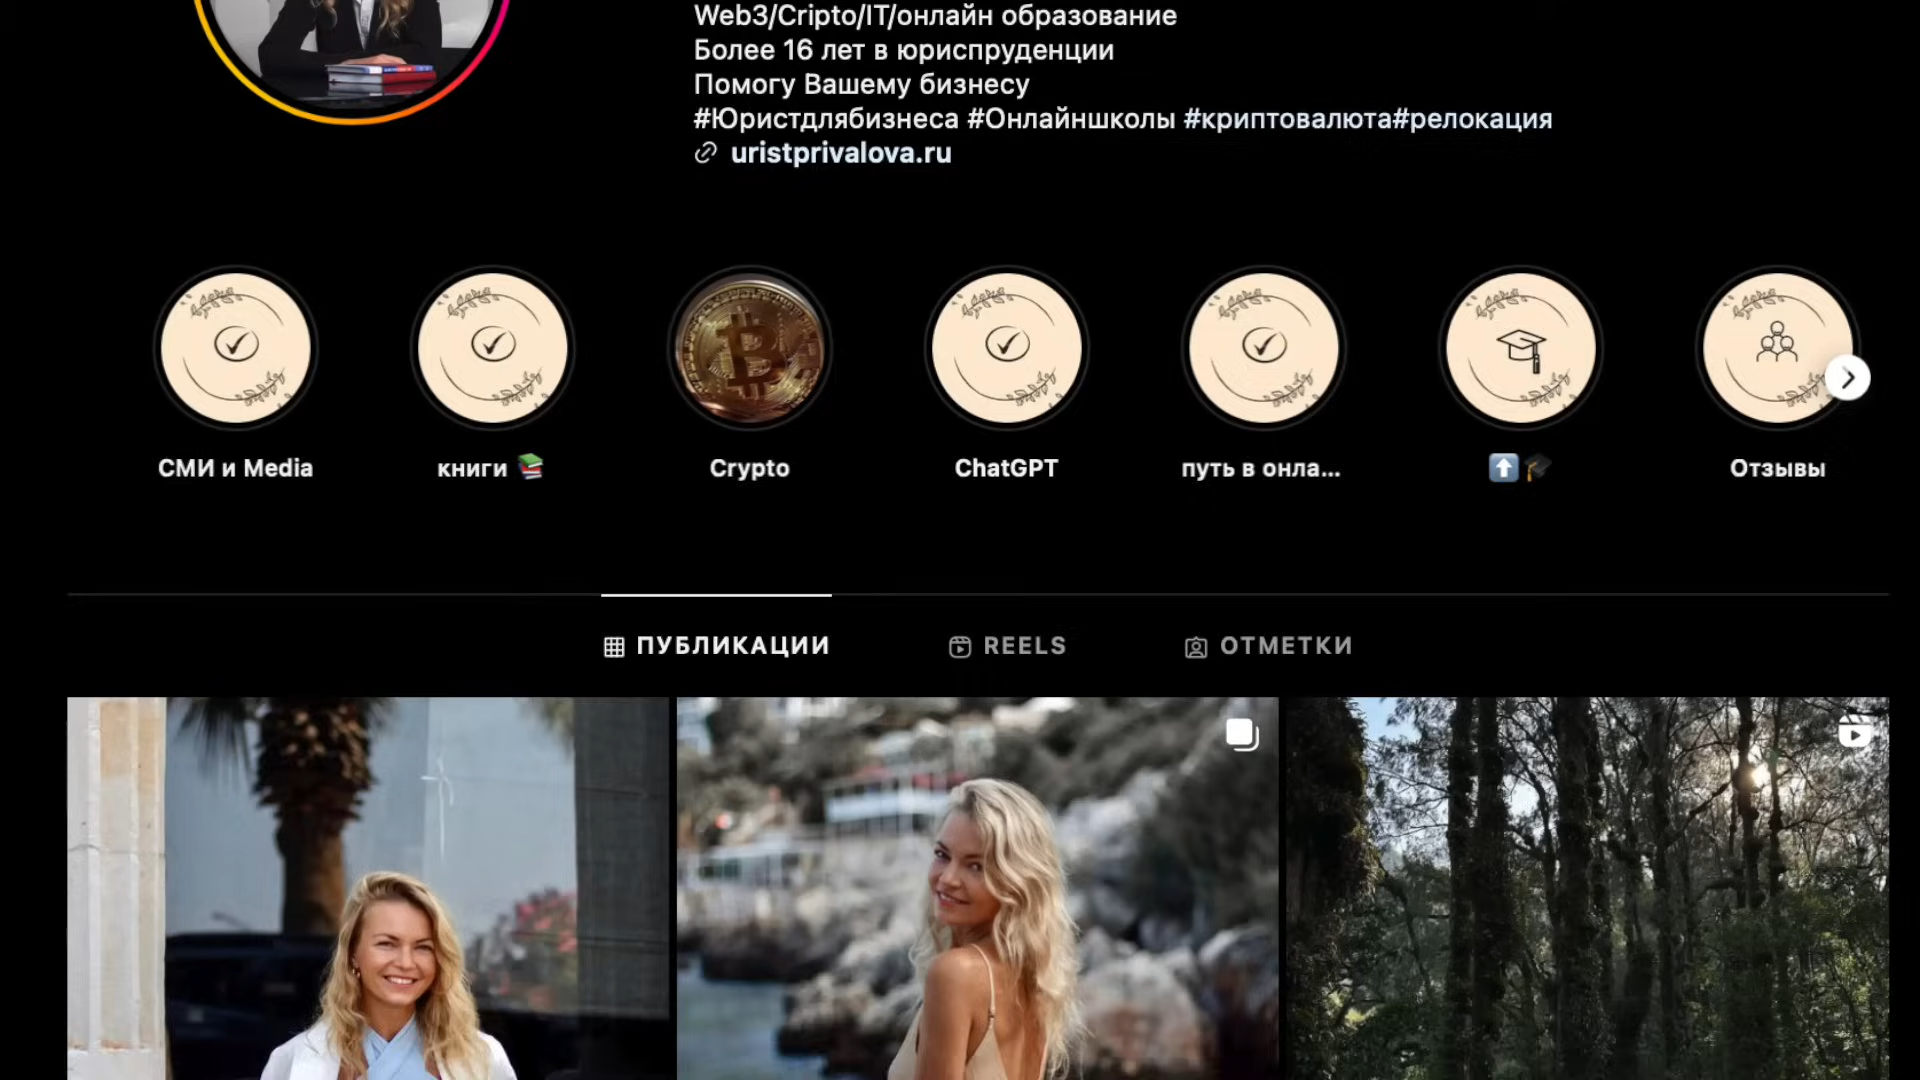 Web3/Cripto/IT/онлайн образование
Более 16 лет в юриспруденции
Помогу Вашему бизнесу
#Юристдлябизнеса #Онлайншколы #криптовалюта#релокация
uristprivalova.ru
СМИ и Media
книги
Crypto
ChatGPT
путь в онла...
Отзывы
ПУБЛИКАЦИИ
REELS
ОТМЕТКИ